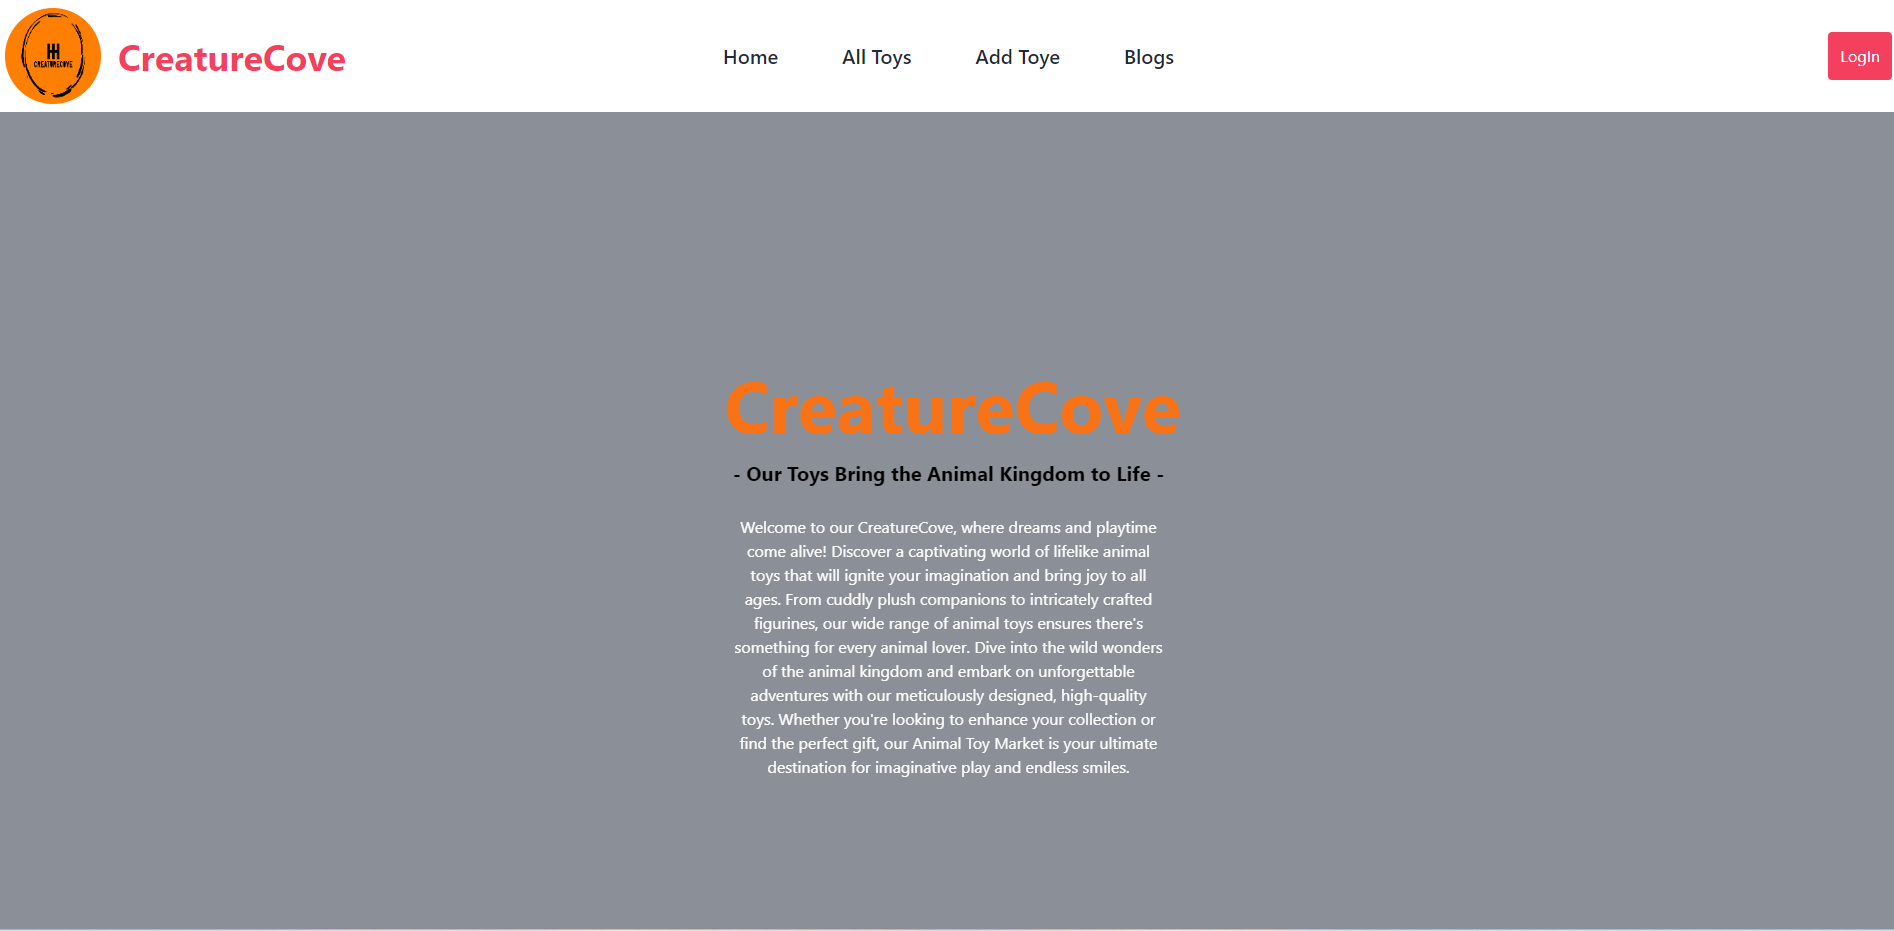 CREATURECOVE
CreatureCove
Home
All Toys
Add Toye
Blogs
LogIn
CreatureCove
- Our Toys Bring the Animal Kingdom to Life -
Welcome to our CreatureCove, where dreams and playtime
come alive! Discover a captivating world of lifelike animal
toys that will ignite your imagination and bring joy to all
ages. From cuddly plush companions to intricately crafted
figurines, our wide range of animal toys ensures there's
something for every animal lover. Dive into the wild wonders
of the animal kingdom and embark on unforgettable
adventures with our meticulously designed, high-quality
toys. Whether you're looking to enhance your collection or
find the perfect gift, our Animal Toy Market is your ultimate
destination for imaginative play and endless smiles.